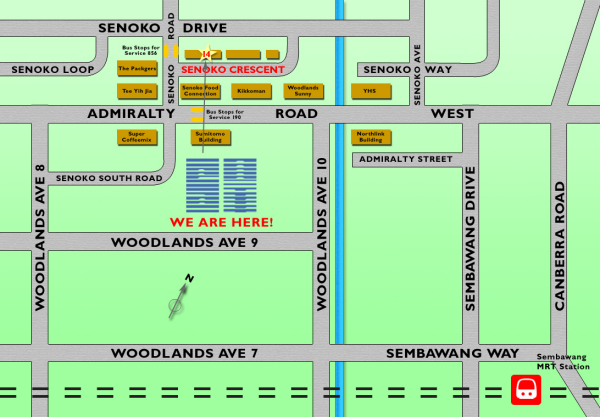 SENOKO DRIVE
ROAD
Bus Stops for
Service 856
14
SENOKO AVE
SENOKO LOOP
The Packgers
SENOKO CRESCENT
SENOKO WAY
Tee Yih Jia
SENOKO
Senoko Food
Connection
Kikkoman
Woodlands
Sunny
YHS
ADMIRALTY ROAD WEST
Bus Stops for
Service 190
Super
Coffeemix
Sumitomo
Building
Northlink
Building
ADMIRALTY STREET
SENOKO SOUTH ROAD
WOODLANDS AVE 8
WOODLANDS AVE 10
SEMBAWANG DRIVE
CANBERRA ROAD
WE ARE HERE!
WOODLANDS AVE 9
N
WOODLANDS AVE 7
SEMBAWANG WAY
Sembawang
MRT Station